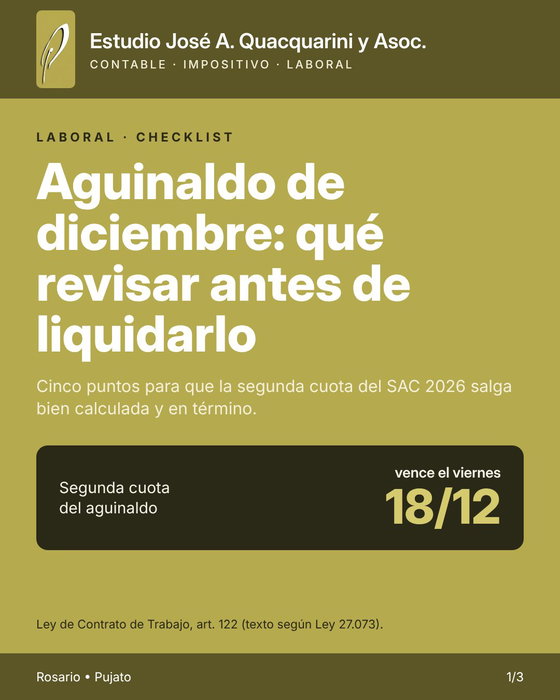 Estudio José A. Quacquarini y Asoc.
CONTABLE · IMPOSITIVO · LABORAL
LABORAL · CHECKLIST
Aguinaldo de
diciembre: qué
revisar antes de
liquidarlo
Cinco puntos para que la segunda cuota del SAC 2026 salga
bien calculada y en término.
Segunda cuota
del aguinaldo
vence el viernes
18/12
Ley de Contrato de Trabajo, art. 122 (texto según Ley 27.073).
Rosario • Pujato
1/3